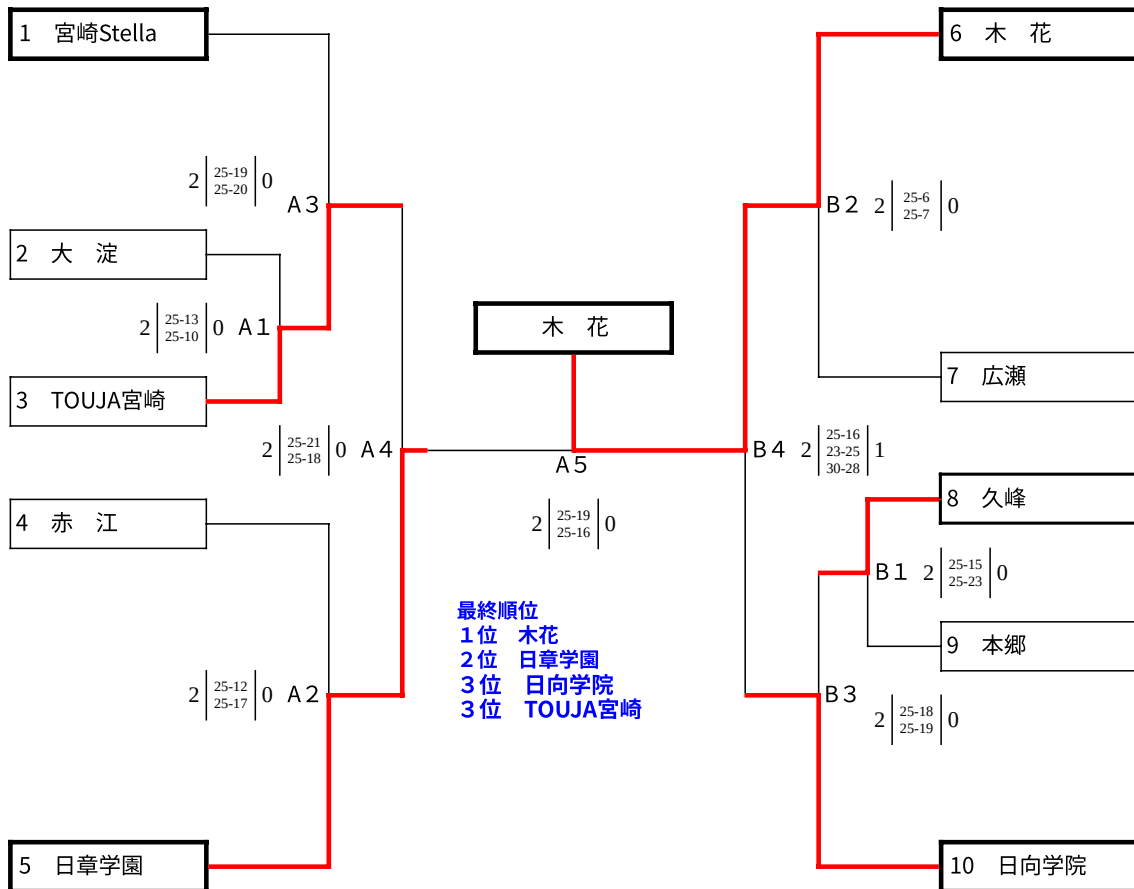 1　宮崎Stella
6　木　花
2 25-19 0
25-20
A3
B2 2 25-6 0
25-7
2　大　淀
2 25-13 0 A1
25-10
木　花
7　広瀬
3　TOUJA宮崎
2 25-21 0 A4
25-18
A5
B4 2 25-16 1
23-25
30-28
4　赤　江
2 25-19 0
25-16
8　久峰
B1 2 25-15 0
25-23
9　本郷
最終順位
１位　木花
２位　日章学園
３位　日向学院
３位　TOUJA宮崎
2 25-12 0 A2
25-17
B3
2 25-18 0
25-19
5　日章学園
10　日向学院